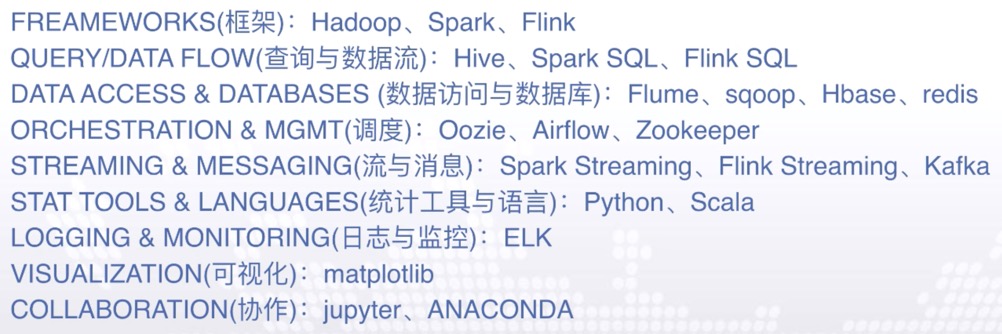 FREAMEWORKS(框架)：Hadoop、Spark、Flink
QUERY/DATA FLOW(查询与数据流)：Hive、Spark SQL、Flink SQL
DATA ACCESS & DATABASES (数据访问与数据库)：Flume、sqoop、Hbase、redis
ORCHESTRATION & MGMT(调度)：Oozie、Airflow、Zookeeper
STREAMING & MESSAGING(流与消息)：Spark Streaming、Flink Streaming、Kafka
STAT TOOLS & LANGUAGES(统计工具与语言)：Python、Scala
LOGGING & MONITORING(日志与监控)：ELK
VISUALIZATION(可视化)：matplotlib
COLLABORATION(协作)：jupyter、ANACONDA